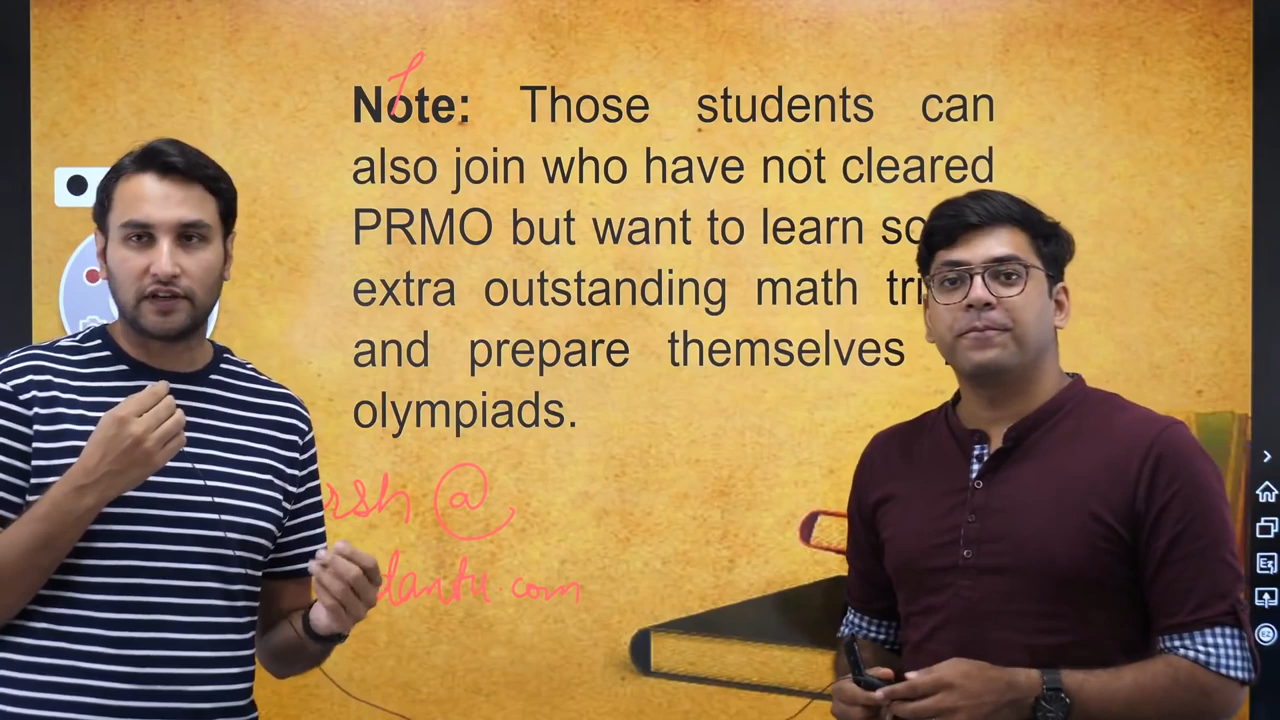 Note: Those students can
also join who have not cleared
PRMO but want to learn so
extra outstanding math tri
and prepare themselves
olympiads.
rsh @
dantu.com